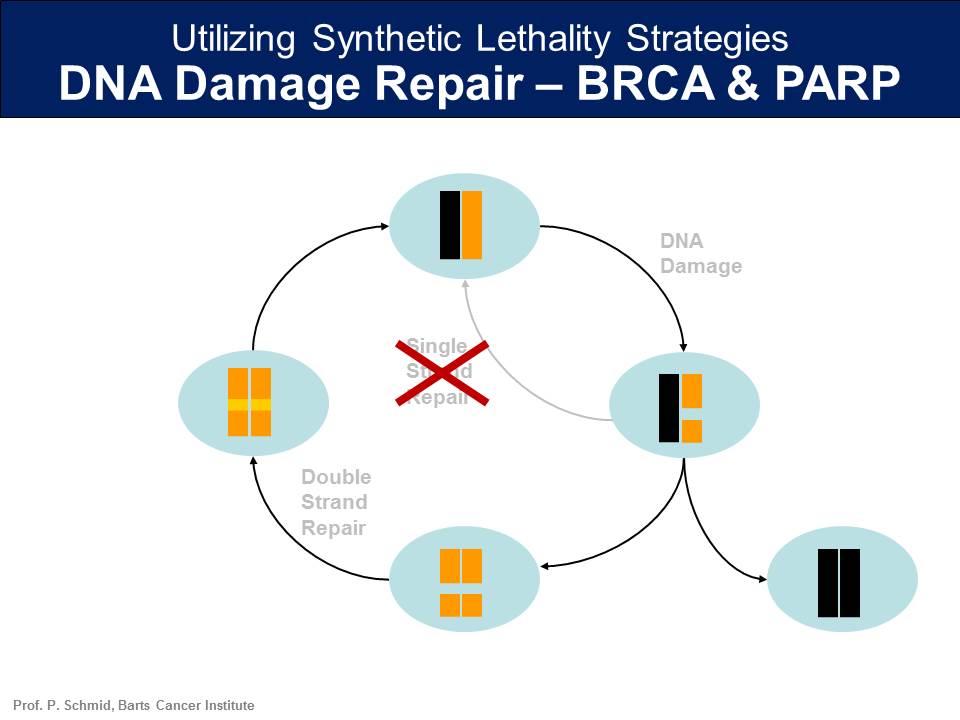 Utilizing Synthetic Lethality Strategies
DNA Damage Repair – BRCA & PARP
DNA
Damage
Single
Strand
Repair
Double
Strand
Repair
Prof. P. Schmid, Barts Cancer Institute